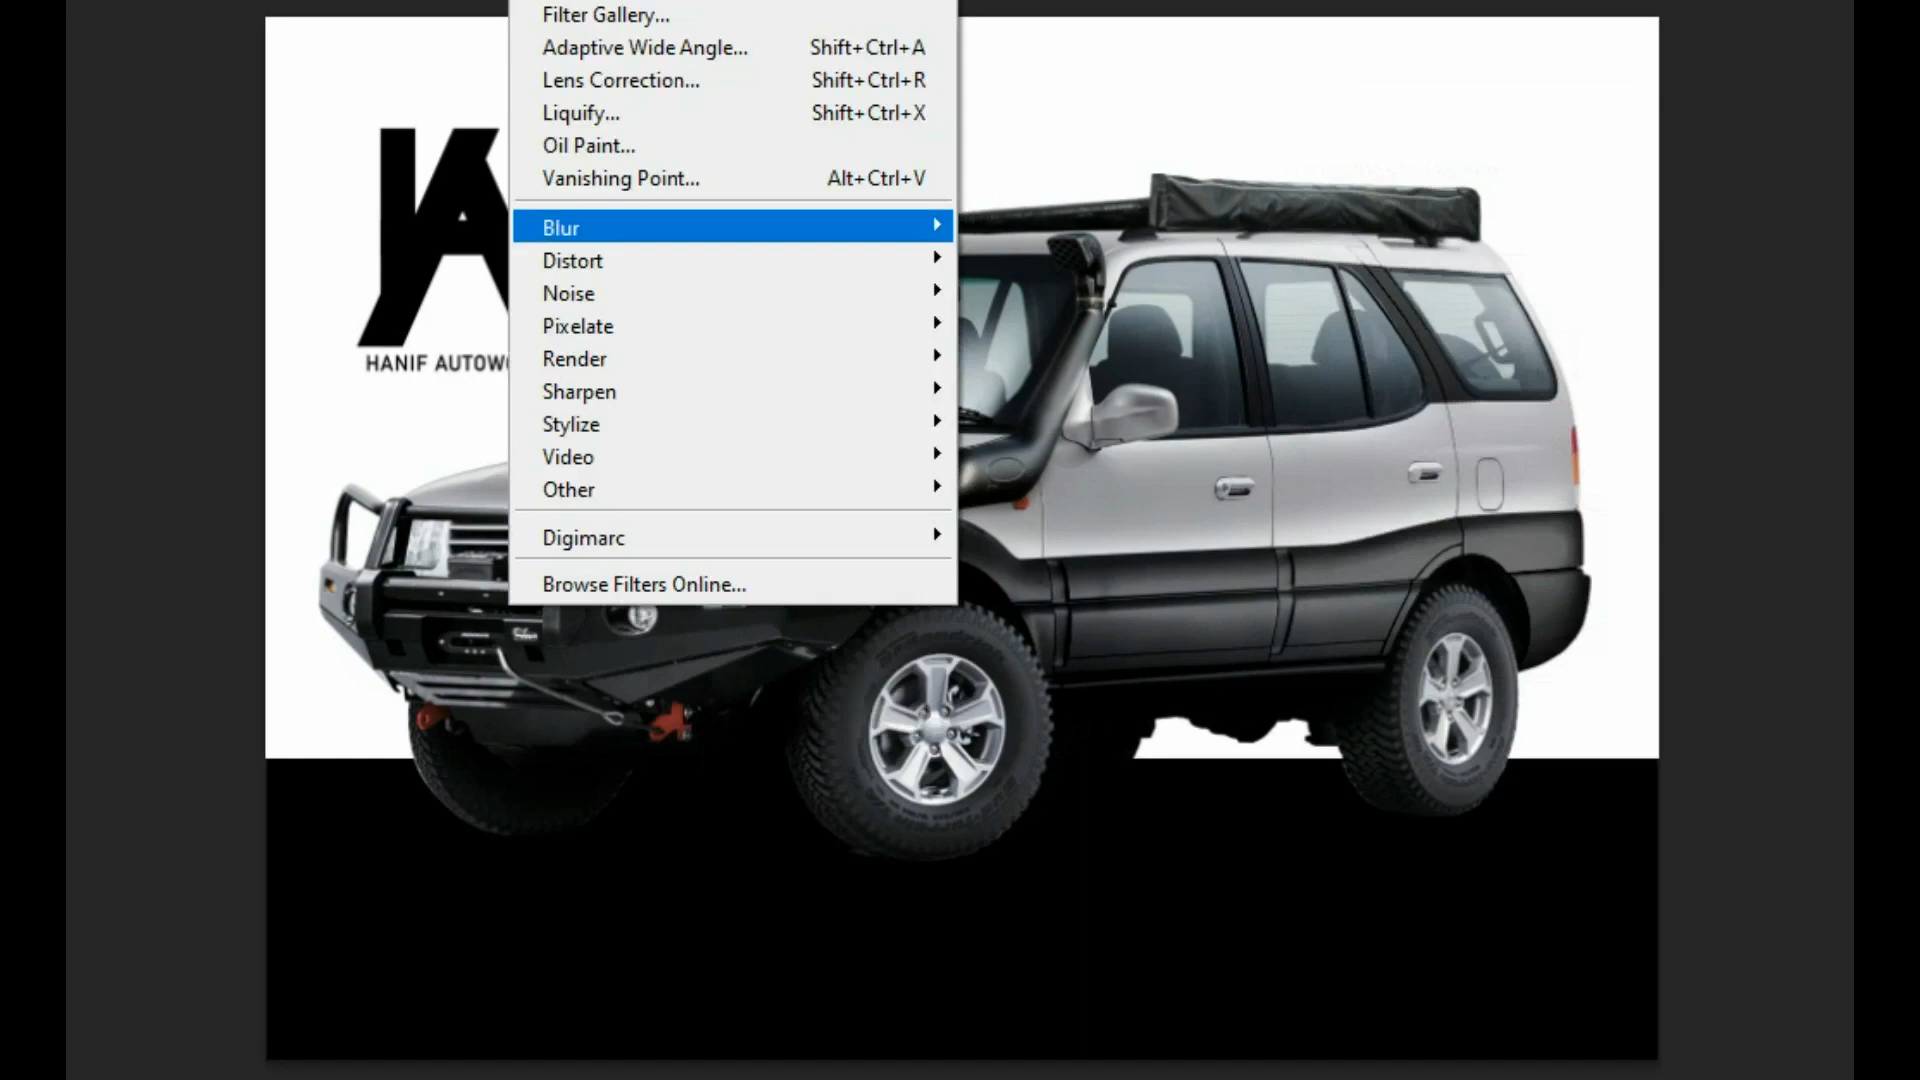 Filter Gallery...
Adaptive Wide Angle... Shift+Ctrl+A
Lens Correction... Shift+Ctrl+R
Liquify... Shift+Ctrl+X
Oil Paint...
Vanishing Point... Alt+Ctrl+V
Blur
Distort
Noise
Pixelate
Render
Sharpen
Stylize
Video
Other
Digimarc
Browse Filters Online...
HANIF AUTOW